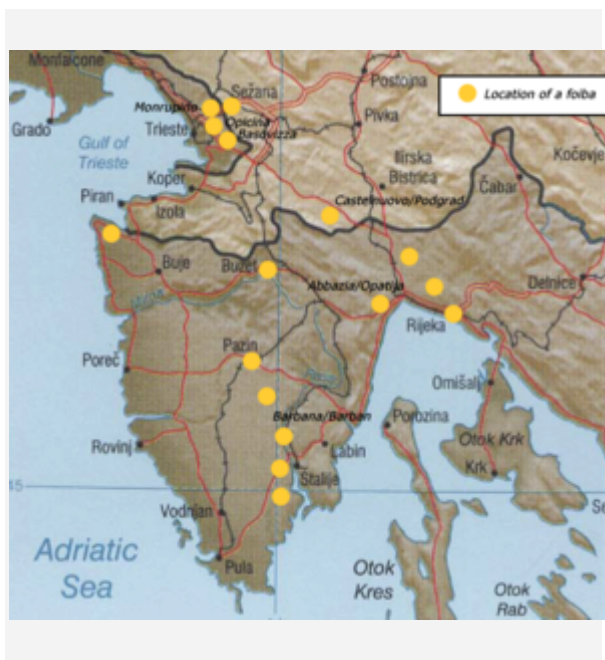 Monfalcone
Postojna
Location of a foiba
Sežana
Monrupino
Grado
Opicina
Trieste
Basovizza
Pivka
Gulf of
Trieste
Ilirska
Bistrica
Kočevje
Koper
Čabar
Piran
Izola
Castelnuovo/Podgrad
Buje
Buzet
Abbazia/Opatija
Delnice
Rijeka
Poreč
Pazin
Omišalj
Barbana/Barban
Porozina
Otok Krk
Rovinj
Labin
Krk
Štalije
45
Vodnjan
Adriatic
Sea
Pula
Otok
Kres
Otok
Rab